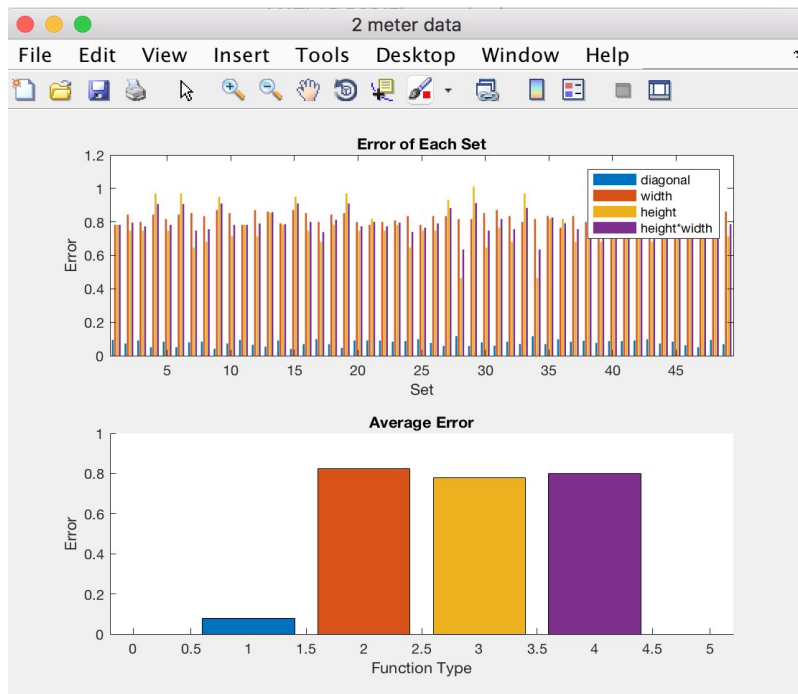 2 meter data
File Edit View Insert Tools Desktop Window Help
Error of Each Set
1.2
1
0.8
0.6
0.4
0.2
0
Error
diagonal
width
height
height*width
5 10 15 20 25 30 35 40 45
Set
Average Error
1
0.8
0.6
0.4
0.2
0
Error
0 0.5 1 1.5 2 2.5 3 3.5 4 4.5 5
Function Type